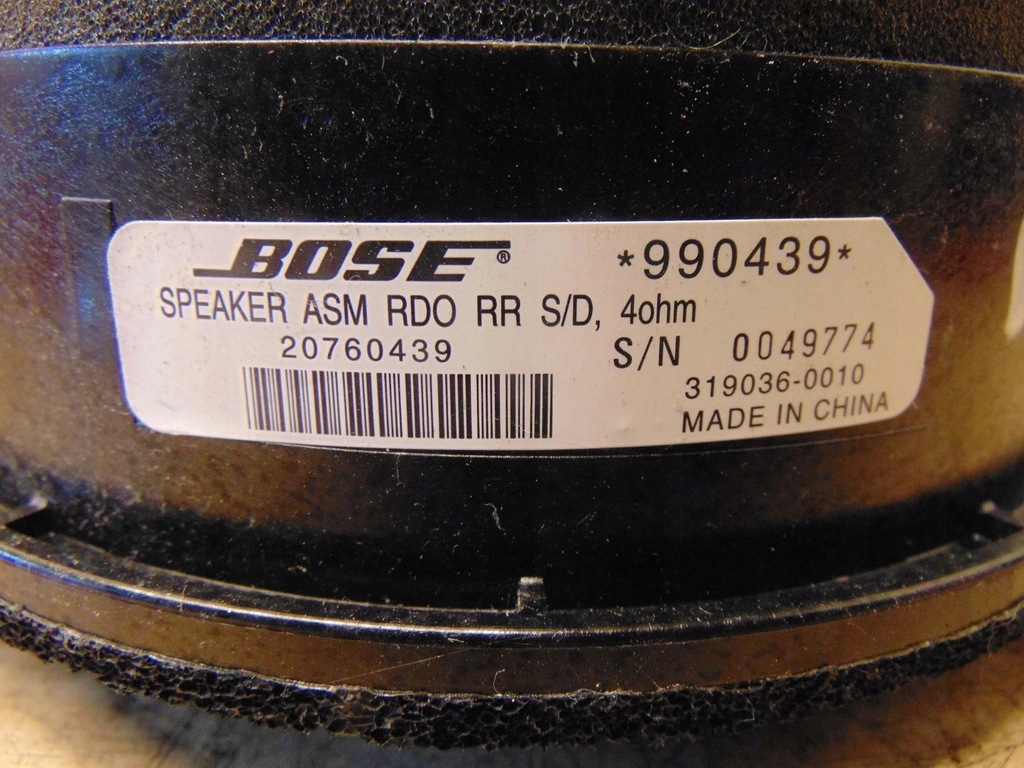 BOSE® *990439*
SPEAKER ASM RDO RR S/D, 4ohm
20760439 S/N 0049774
319036-0010
MADE IN CHINA